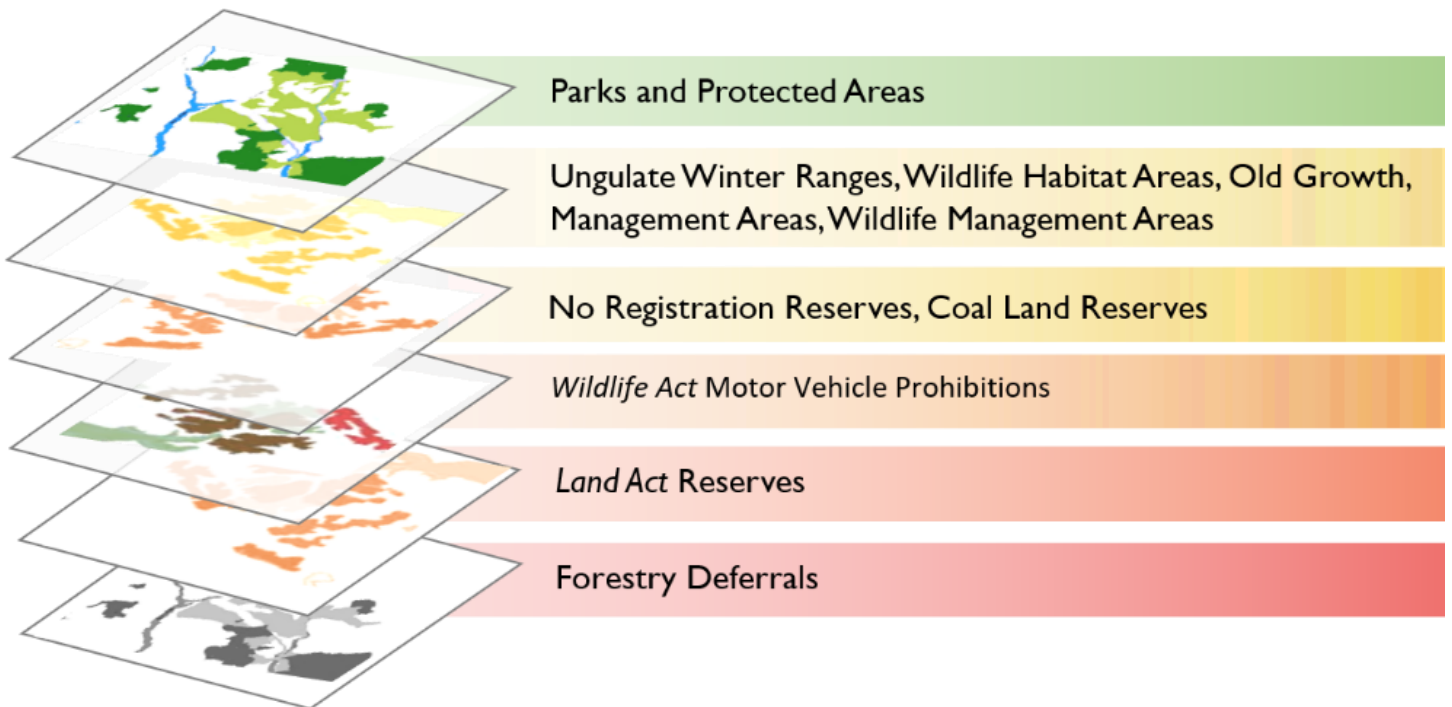 Parks and Protected Areas
Ungulate Winter Ranges, Wildlife Habitat Areas, Old Growth,
Management Areas, Wildlife Management Areas
No Registration Reserves, Coal Land Reserves
Wildlife Act Motor Vehicle Prohibitions
Land Act Reserves
Forestry Deferrals